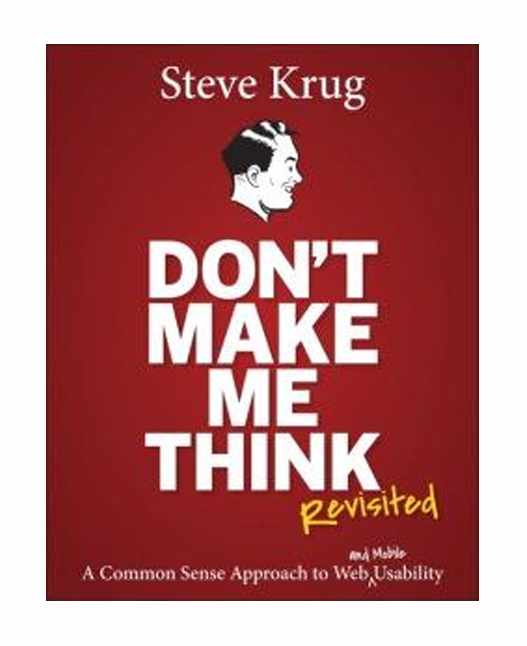 Steve Krug
DON'T
MAKE
ME
THINK
Revisited
and Mobile
A Common Sense Approach to Web Usability